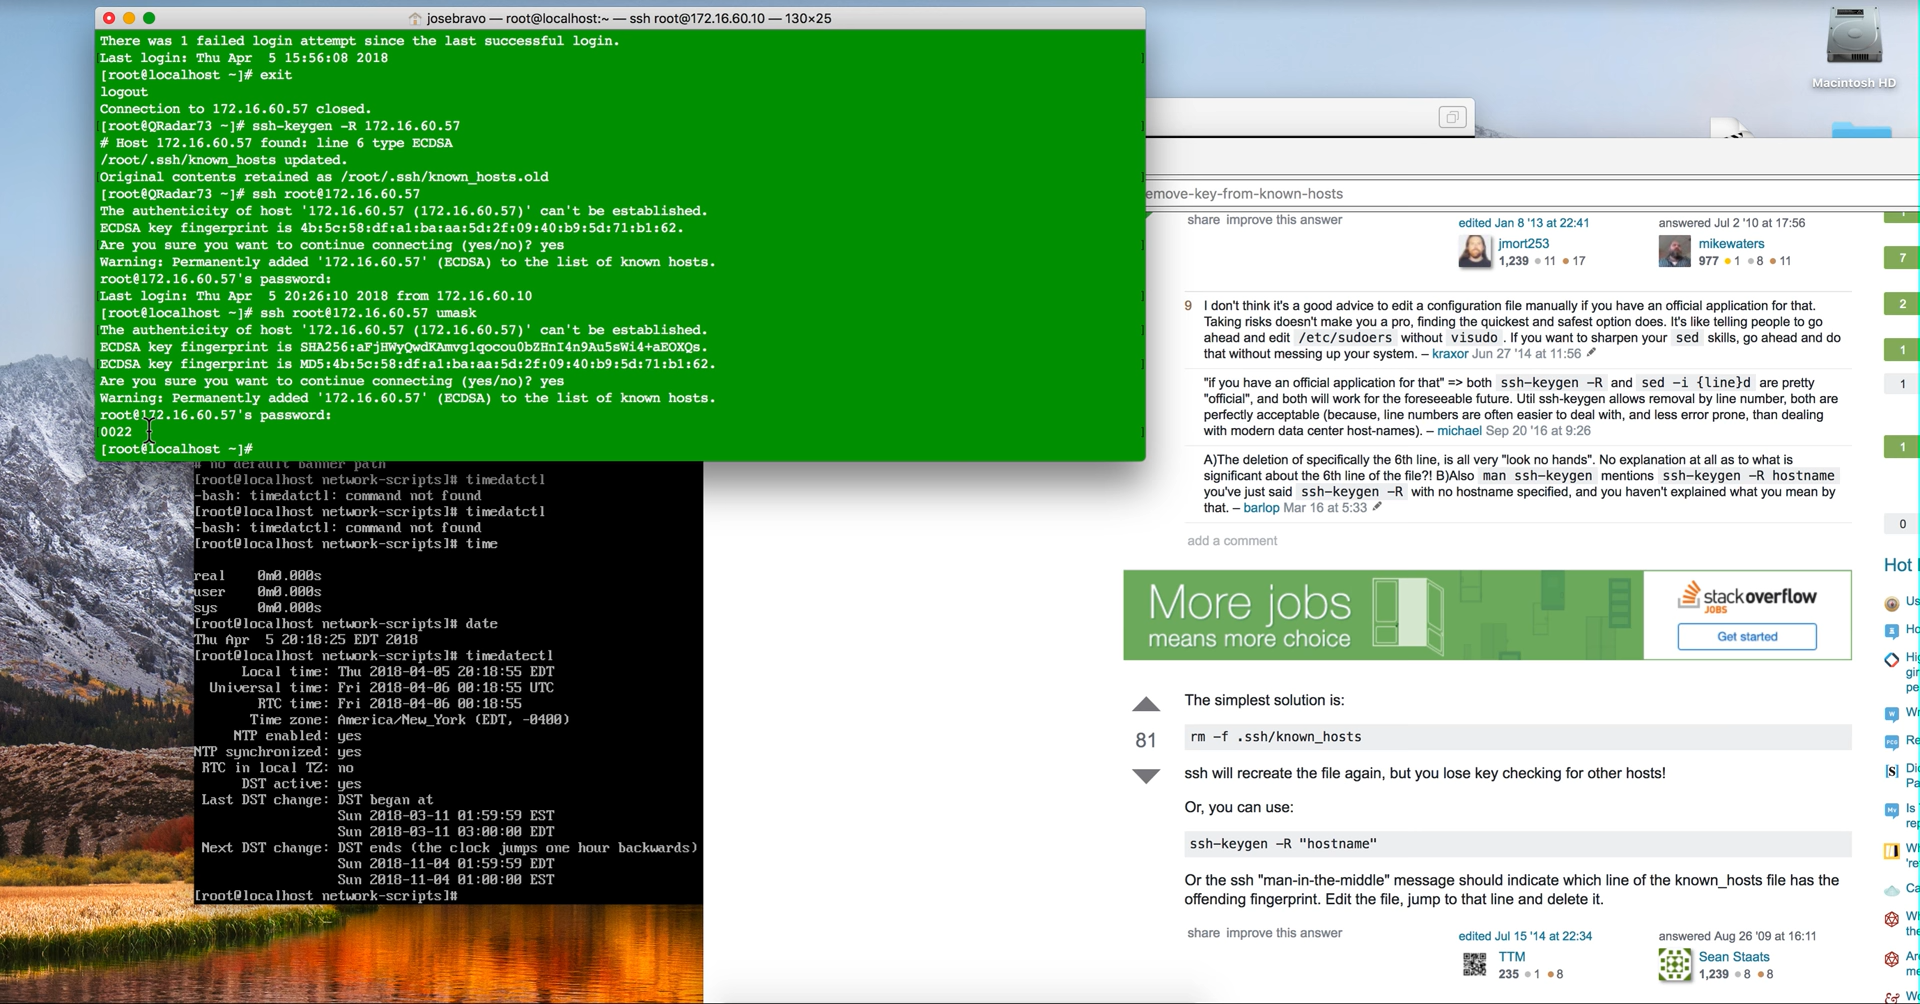 josebravo — root@localhost:~ — ssh root@172.16.60.10 — 130×25
There was 1 failed login attempt since the last successful login.
Last login: Thu Apr  5 15:56:08 2018
[root@localhost ~]# exit
logout
Connection to 172.16.60.57 closed.
[root@QRadar73 ~]# ssh-keygen -R 172.16.60.57
# Host 172.16.60.57 found: line 6 type ECDSA
/root/.ssh/known_hosts updated.
Original contents retained as /root/.ssh/known_hosts.old
[root@QRadar73 ~]# ssh root@172.16.60.57
The authenticity of host '172.16.60.57 (172.16.60.57)' can't be established.
ECDSA key fingerprint is 4b:5c:58:df:a1:ba:aa:5d:2f:09:40:b9:5d:71:b1:62.
Are you sure you want to continue connecting (yes/no)? yes
Warning: Permanently added '172.16.60.57' (ECDSA) to the list of known hosts.
root@172.16.60.57's password:
Last login: Thu Apr  5 20:26:10 2018 from 172.16.60.10
[root@localhost ~]# ssh root@172.16.60.57 umask
The authenticity of host '172.16.60.57 (172.16.60.57)' can't be established.
ECDSA key fingerprint is SHA256:aFjHWyQwdKAmvg1qocou0bZHnI4n9Au5sWi4+aEOXQs.
ECDSA key fingerprint is MD5:4b:5c:58:df:a1:ba:aa:5d:2f:09:40:b9:5d:71:b1:62.
Are you sure you want to continue connecting (yes/no)? yes
Warning: Permanently added '172.16.60.57' (ECDSA) to the list of known hosts.
root@172.16.60.57's password:
0022
[root@localhost ~]#
# no default banner path
[root@localhost network-scripts]# timedatctl
-bash: timedatctl: command not found
[root@localhost network-scripts]# timedatctl
-bash: timedatctl: command not found
[root@localhost network-scripts]# time
real    0m0.000s
user    0m0.000s
sys     0m0.000s
[root@localhost network-scripts]# date
Thu Apr  5 20:18:25 EDT 2018
[root@localhost network-scripts]# timedatectl
Local time: Thu 2018-04-05 20:18:55 EDT
Universal time: Fri 2018-04-06 00:18:55 UTC
RTC time: Fri 2018-04-06 00:18:55
Time zone: America/New_York (EDT, -0400)
NTP enabled: yes
NTP synchronized: yes
RTC in local TZ: no
DST active: yes
Last DST change: DST began at
Sun 2018-03-11 01:59:59 EST
Sun 2018-03-11 03:00:00 EDT
Next DST change: DST ends (the clock jumps one hour backwards)
Sun 2018-11-04 01:59:59 EDT
Sun 2018-11-04 01:00:00 EST
[root@localhost network-scripts]#
Macintosh HD
emove-key-from-known-hosts
share improve this answer
edited Jan 8 '13 at 22:41
jmort253
1,239 11 17
answered Jul 2 '10 at 17:56
mikewaters
977 1 8 11
9 I don't think it's a good advice to edit a configuration file manually if you have an official application for that.
Taking risks doesn't make you a pro, finding the quickest and safest option does. It's like telling people to go
ahead and edit /etc/sudoers without visudo . If you want to sharpen your sed skills, go ahead and do
that without messing up your system. – kraxor Jun 27 '14 at 11:56
"if you have an official application for that" => both ssh-keygen -R and sed -i {line}d are pretty
"official", and both will work for the foreseeable future. Util ssh-keygen allows removal by line number, both are
perfectly acceptable (because, line numbers are often easier to deal with, and less error prone, than dealing
with modern data center host-names). – michael Sep 20 '16 at 9:26
A)The deletion of specifically the 6th line, is all very "look no hands". No explanation at all as to what is
significant about the 6th line of the file?! B)Also man ssh-keygen mentions ssh-keygen -R hostname
you've just said ssh-keygen -R with no hostname specified, and you haven't explained what you mean by
that. – barlop Mar 16 at 5:33
add a comment
More jobs
means more choice
stackoverflow
JOBS
Get started
81
The simplest solution is:
rm -f .ssh/known_hosts
ssh will recreate the file again, but you lose key checking for other hosts!
Or, you can use:
ssh-keygen -R "hostname"
Or the ssh "man-in-the-middle" message should indicate which line of the known_hosts file has the
offending fingerprint. Edit the file, jump to that line and delete it.
share improve this answer
edited Jul 15 '14 at 22:34
TTM
235 1 8
answered Aug 26 '09 at 16:11
Sean Staats
1,239 8 8
7
2
1
1
1
0
Hot